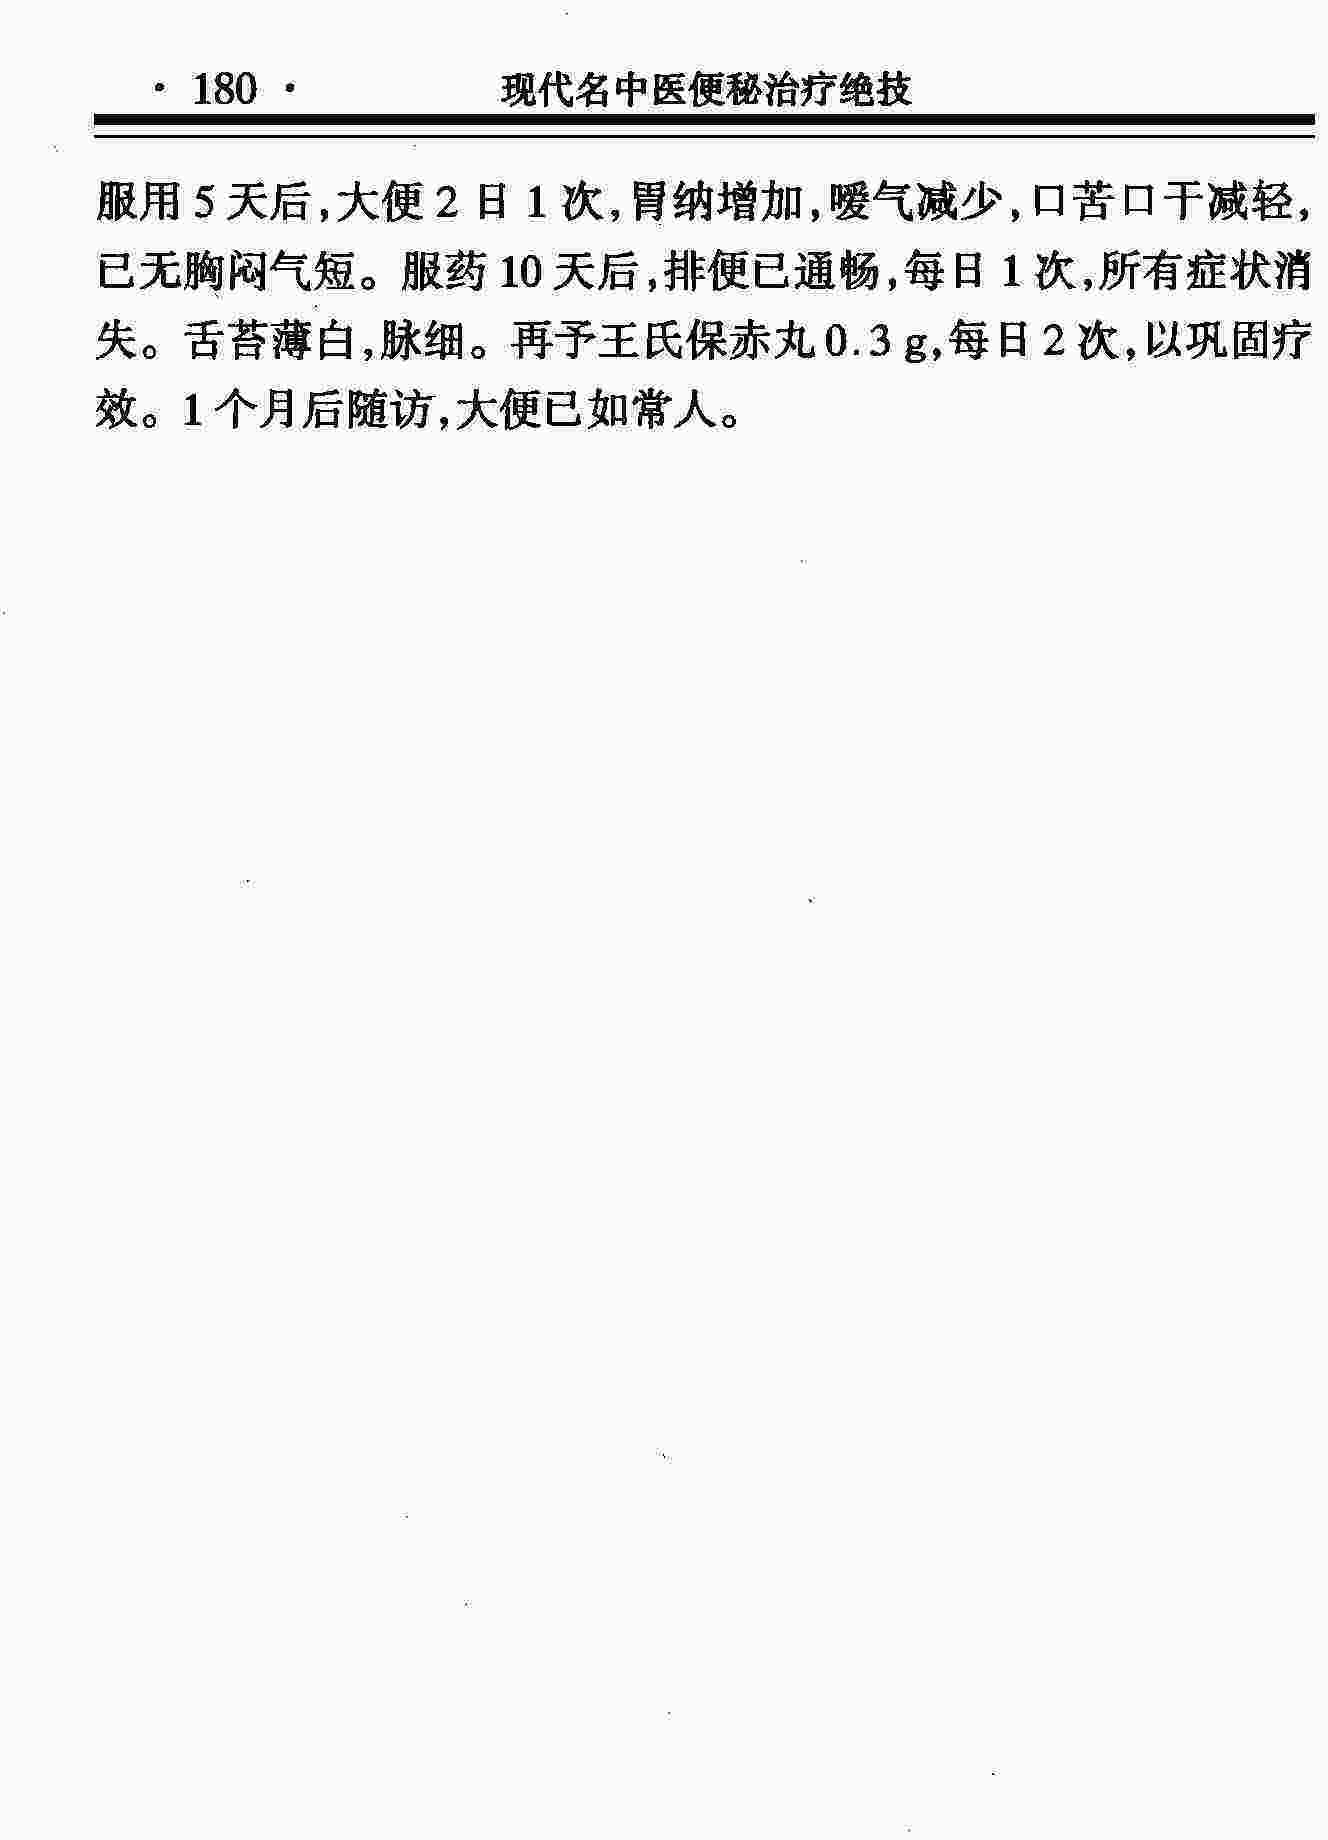 · 180 · 现代名中医便秘治疗绝技
服用5天后,大便2日1次,胃纳增加,嗳气减少,口苦口干减轻,
已无胸闷气短。服药10天后,排便已通畅,每日1次,所有症状消
失。舌苔薄白,脉细。再予王氏保赤丸0.3 g,每日2次,以巩固疗
效。1个月后随访,大便已如常人。